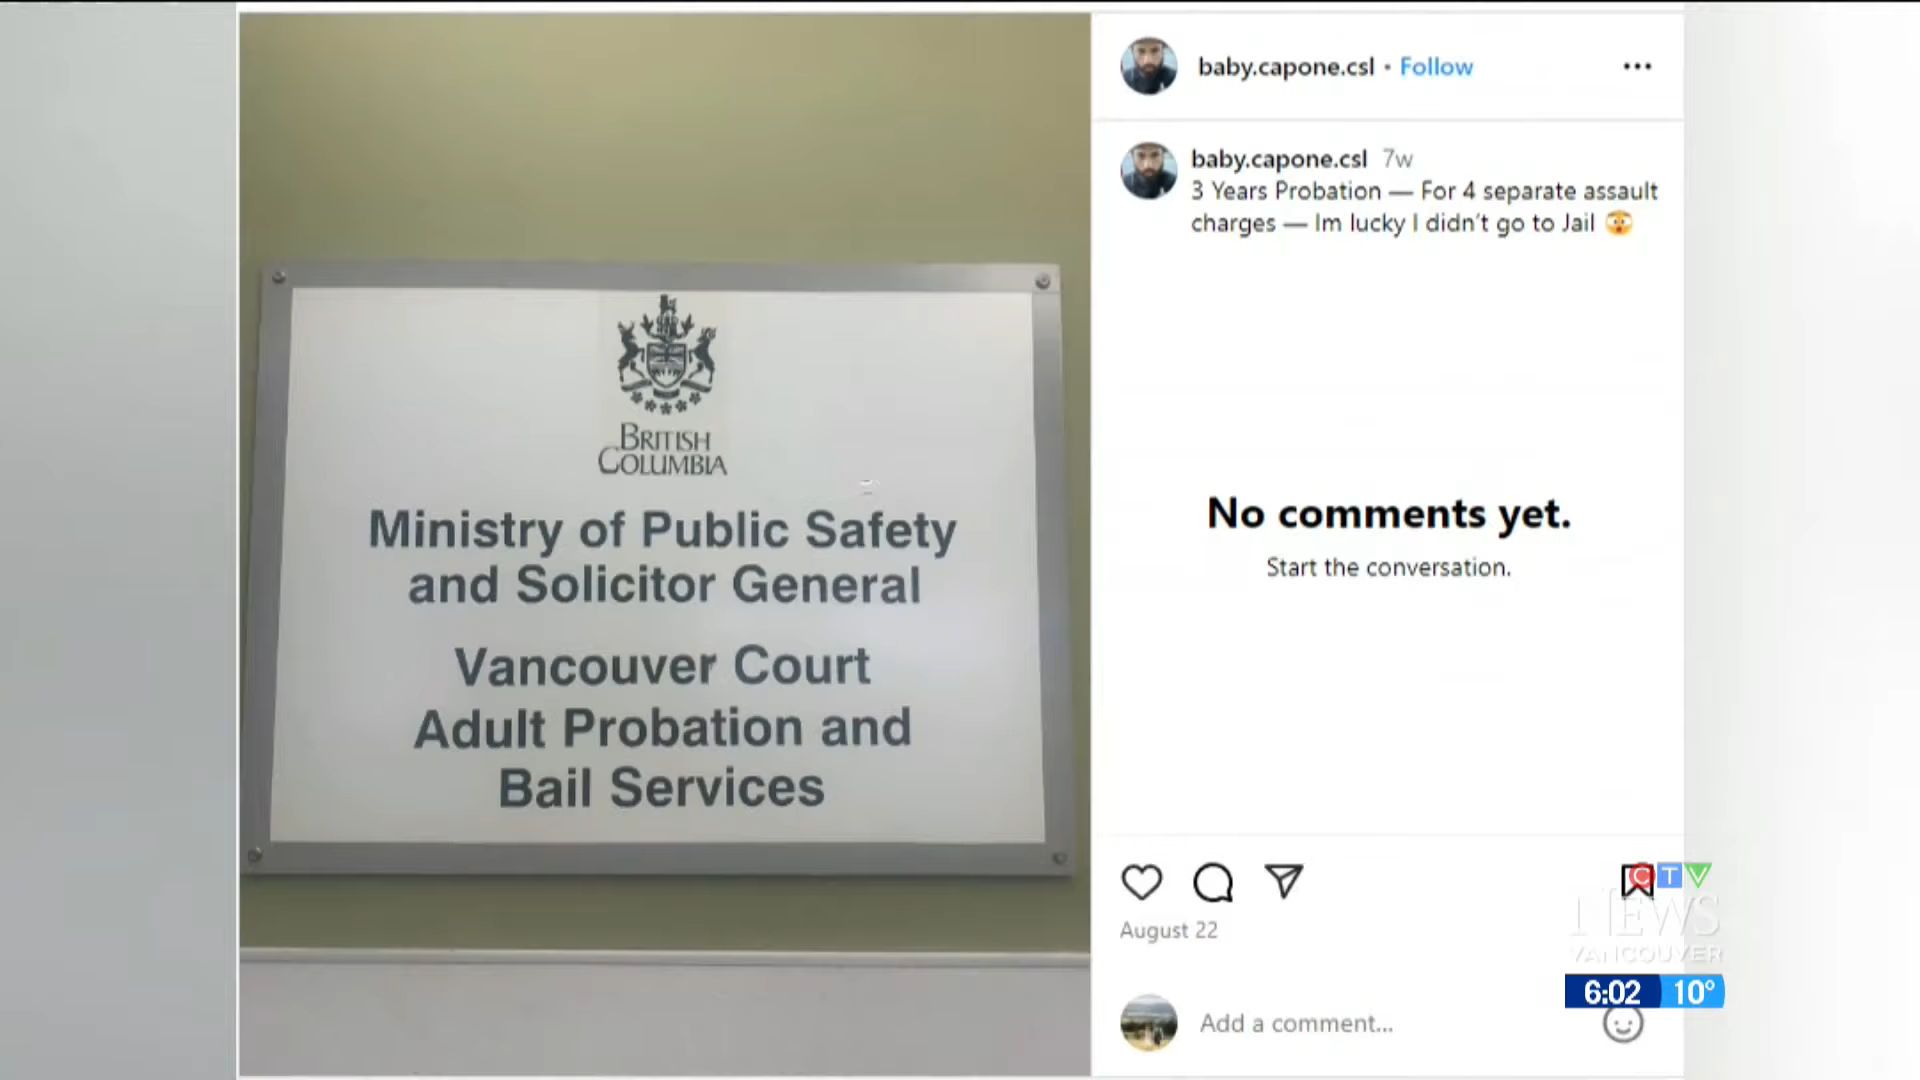 baby.capone.csl • Follow
baby.capone.csl 7w
3 Years Probation — For 4 separate assault
charges — Im lucky I didn't go to Jail 😳
BRITISH
COLUMBIA
Ministry of Public Safety
and Solicitor General
Vancouver Court
Adult Probation and
Bail Services
No comments yet.
Start the conversation.
August 22
Add a comment...
CTV
NEWS
VANCOUVER
6:02 10°